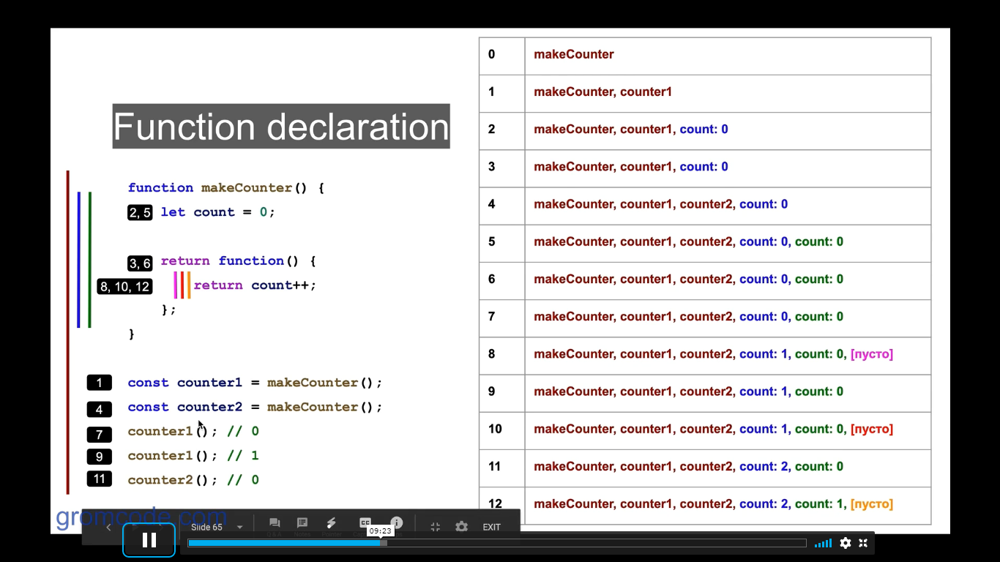 Function declaration
function makeCounter() {
2, 5 let count = 0;
3, 6 return function() {
8, 10, 12 return count++;
};
}
1 const counter1 = makeCounter();
4 const counter2 = makeCounter();
7 counter1(); // 0
9 counter1(); // 1
11 counter2(); // 0
0 makeCounter
1 makeCounter, counter1
2 makeCounter, counter1, count: 0
3 makeCounter, counter1, count: 0
4 makeCounter, counter1, counter2, count: 0
5 makeCounter, counter1, counter2, count: 0, count: 0
6 makeCounter, counter1, counter2, count: 0, count: 0
7 makeCounter, counter1, counter2, count: 0, count: 0
8 makeCounter, counter1, counter2, count: 1, count: 0, [пусто]
9 makeCounter, counter1, counter2, count: 1, count: 0
10 makeCounter, counter1, counter2, count: 1, count: 0, [пусто]
11 makeCounter, counter1, counter2, count: 2, count: 0
12 makeCounter, counter1, counter2, count: 2, count: 1, [пусто]
gromcode.com
Slide 65
Q & A Notes Pointer
EXIT
09:23